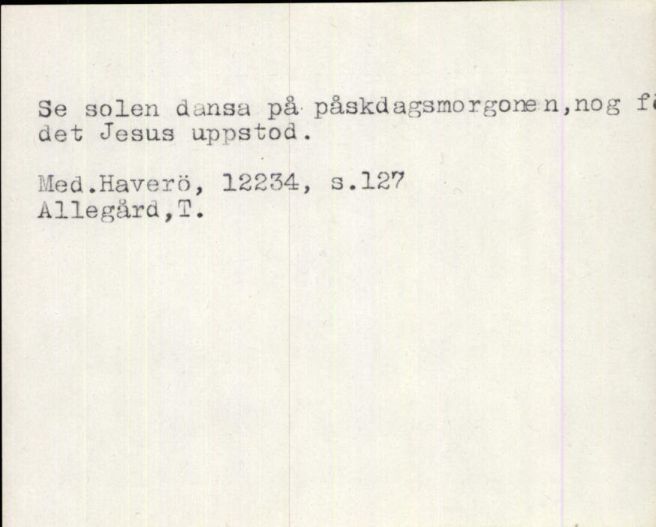 Se solen dansa på påskdagsmorgonen,nog
det Jesus uppstod.
Med.Haverö, 12234, s.127
Allegård,T.